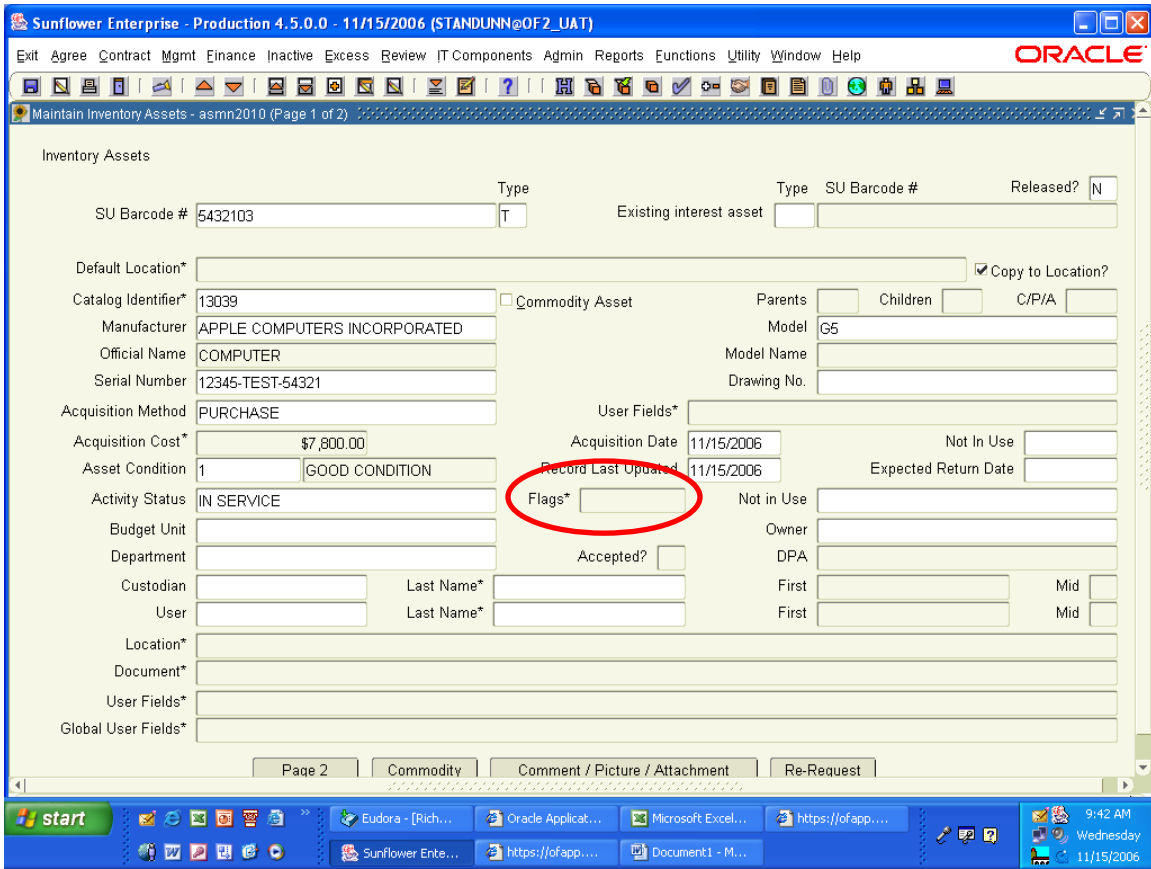 Sunflower Enterprise - Production 4.5.0.0 - 11/15/2006 (STANDUNN@OF2_UAT)
Exit Agree Contract Mgmt Finance Inactive Excess Review IT Components Admin Reports Functions Utility Window Help ORACLE
Maintain Inventory Assets - asmn2010 (Page 1 of 2)
Inventory Assets
Type Type SU Barcode # Released? N
SU Barcode # 5432103 T Existing interest asset
Default Location* Copy to Location?
Catalog Identifier* 13039 Commodity Asset Parents Children C/P/A
Manufacturer APPLE COMPUTERS INCORPORATED Model G5
Official Name COMPUTER Model Name
Serial Number 12345-TEST-54321 Drawing No.
Acquisition Method PURCHASE User Fields*
Acquisition Cost* $7,800.00 Acquisition Date 11/15/2006 Not In Use
Asset Condition 1 GOOD CONDITION Record Last Updated 11/15/2006 Expected Return Date
Activity Status IN SERVICE Flags* Not in Use
Budget Unit Owner
Department Accepted? DPA
Custodian Last Name* First Mid
User Last Name* First Mid
Location*
Document*
User Fields*
Global User Fields*
Page 2 Commodity Comment / Picture / Attachment Re-Request
start Eudora - [Rich... Oracle Applicat... Microsoft Excel... https://ofapp.... 9:42 AM
Wednesday
Sunflower Ente... https://ofapp.... Document1 - M... 11/15/2006